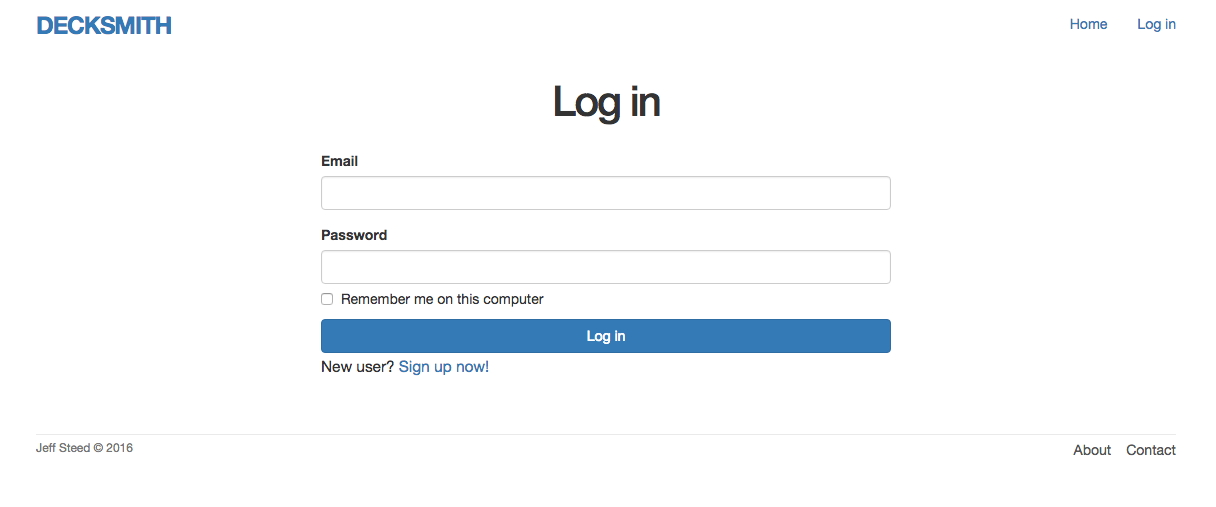 DECKSMITH Home Log in
Log in
Email
Password
Remember me on this computer
Log in
New user? Sign up now!
Jeff Steed © 2016 About Contact